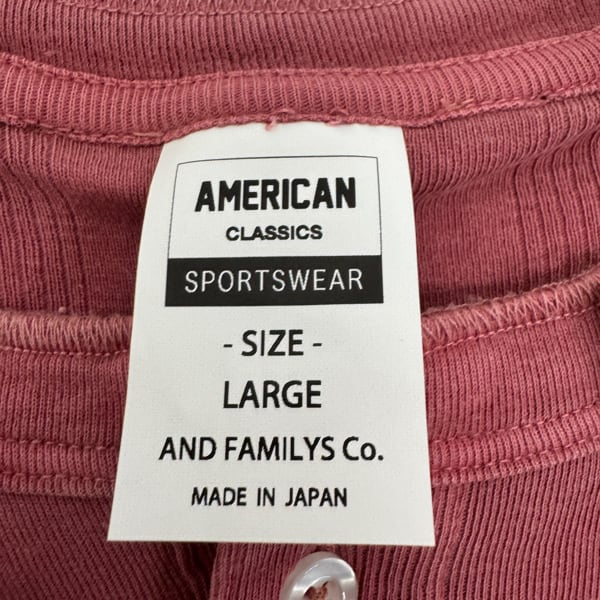 AMERICAN
CLASSICS
SPORTSWEAR
- SIZE -
LARGE
AND FAMILYS Co.
MADE IN JAPAN